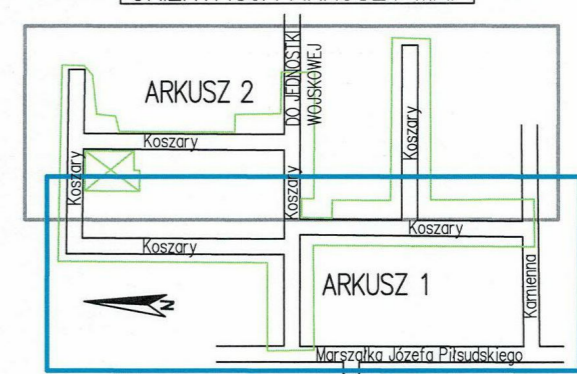 ARKUSZ 2
DO JEDNOSTKI
WOJSKOWEJ
Koszary
Koszary
Koszary
Koszary
Koszary
Koszary
ARKUSZ 1
Kamienna
N
Marszałka Józefa Piłsudskiego